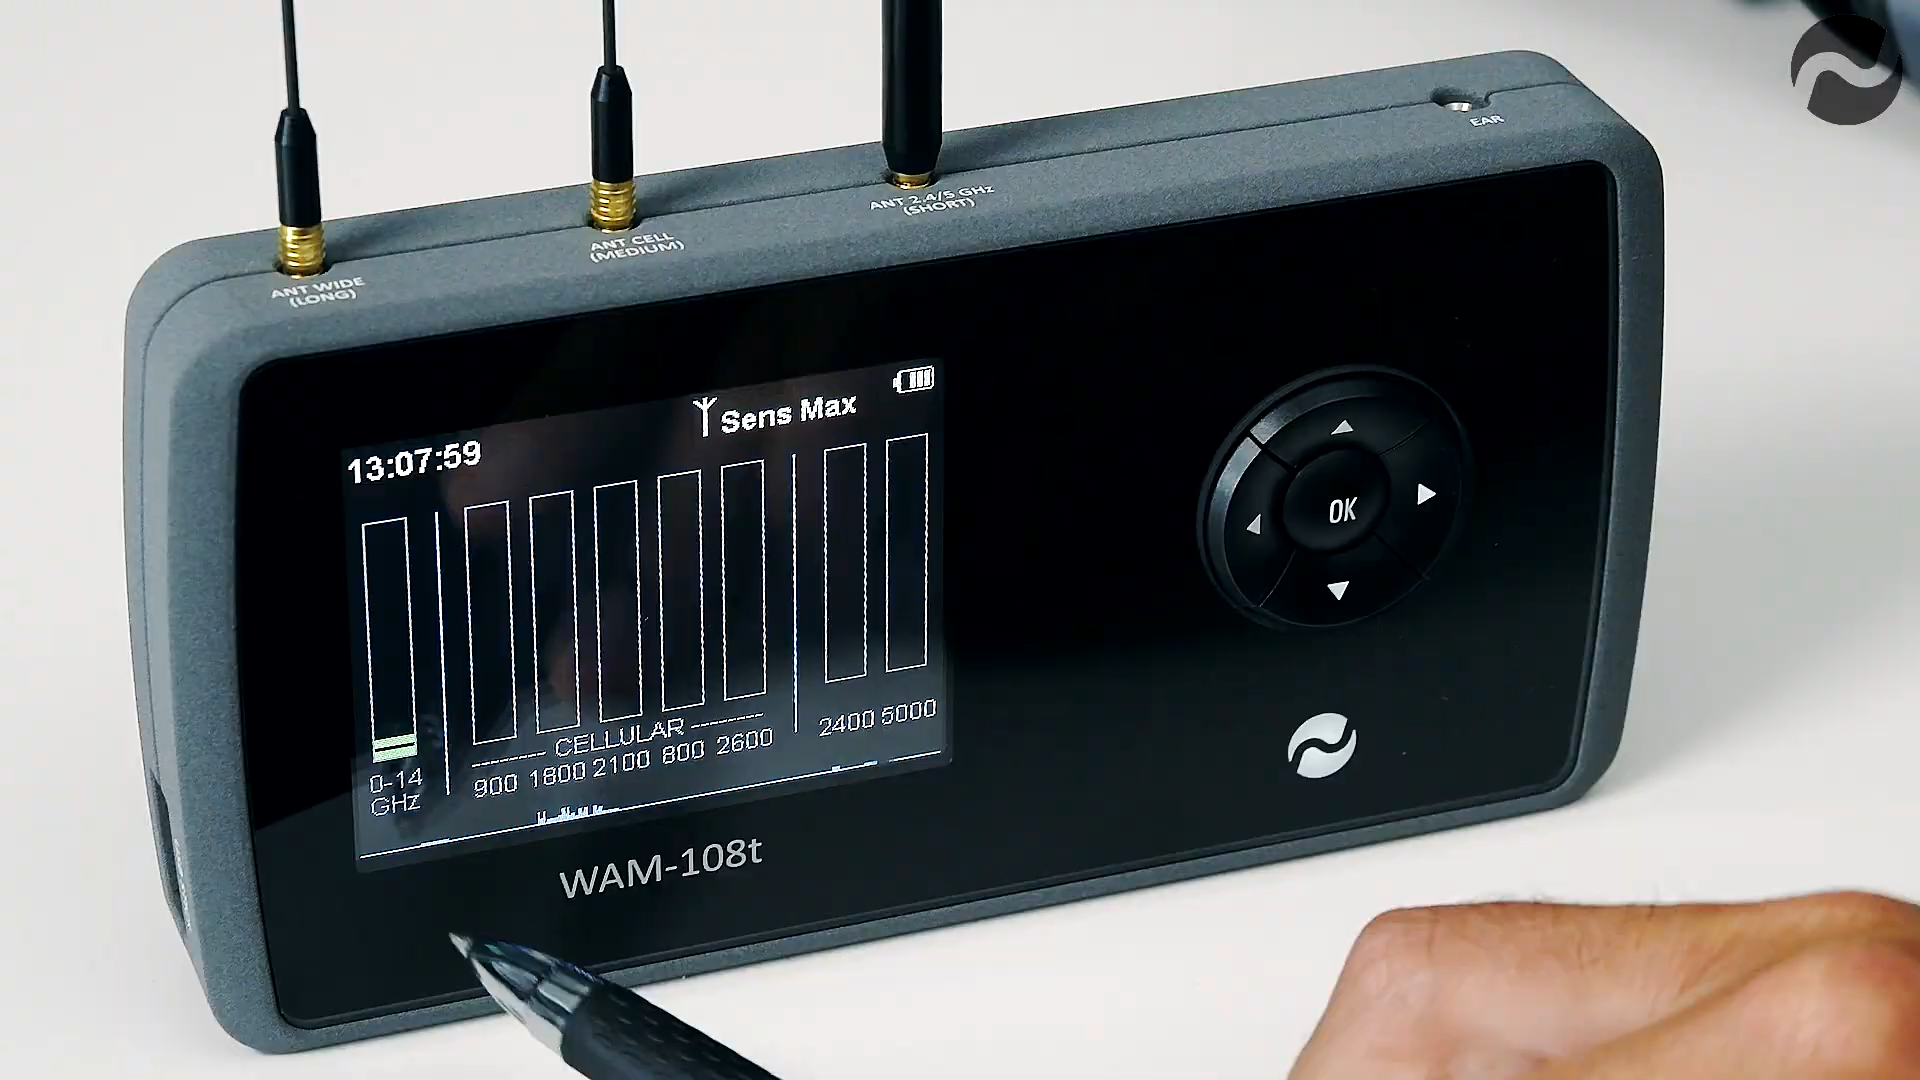 EAR
ANT 2.4/5 GHz
(SHORT)
ANT CELL
(MEDIUM)
ANT WIDE
(LONG)
13:07:59
Sens Max
OK
0-14
GHz
CELLULAR
900 1800 2100 800 2600
2400 5000
WAM-108t